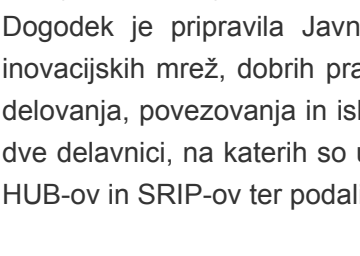 Dogodek je pripravila Javn
inovacijskih mrež, dobrih pra
delovanja, povezovanja in isk
dve delavnici, na katerih so u
HUB-ov in SRIP-ov ter podali